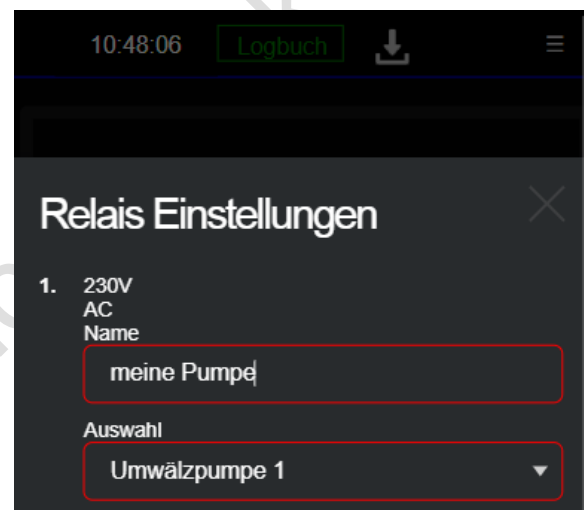 10:48:06 Logbuch
Relais Einstellungen
1. 230V
AC
Name
meine Pumpe
Auswahl
Umwälzpumpe 1